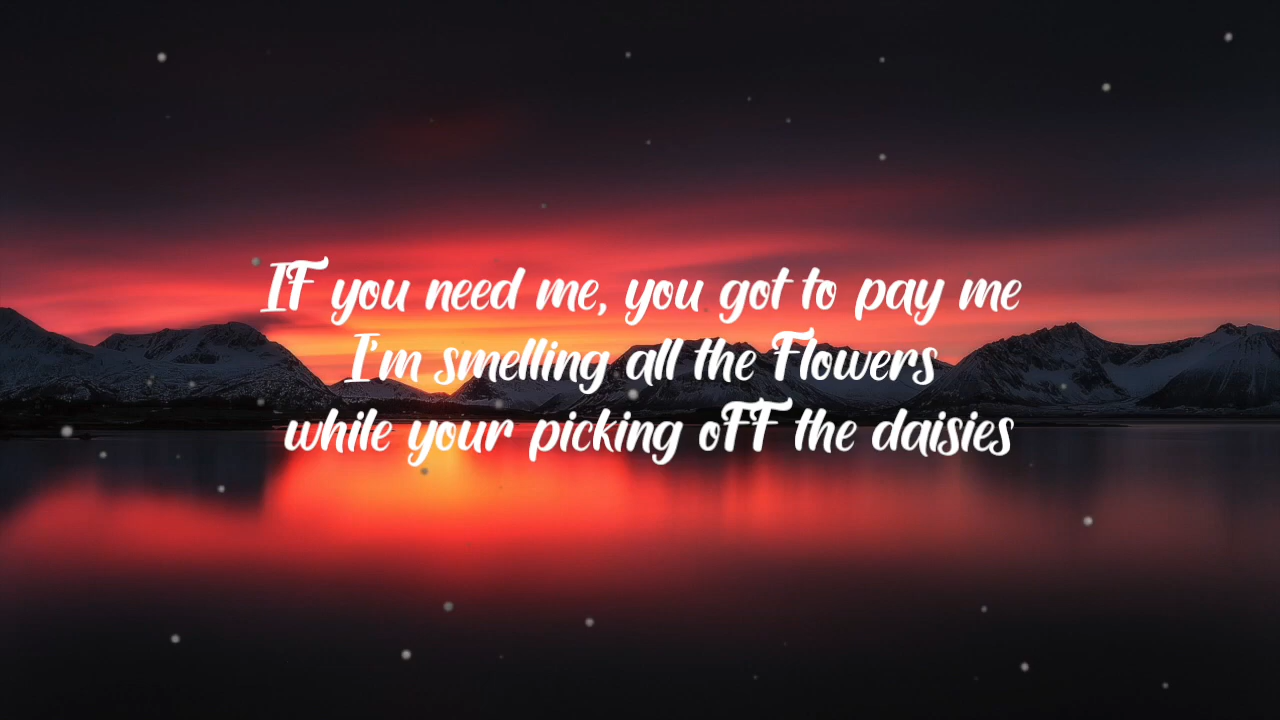 IF you need me, you got to pay me
I'm smelling all the Flowers
while your picking oFF the daisies